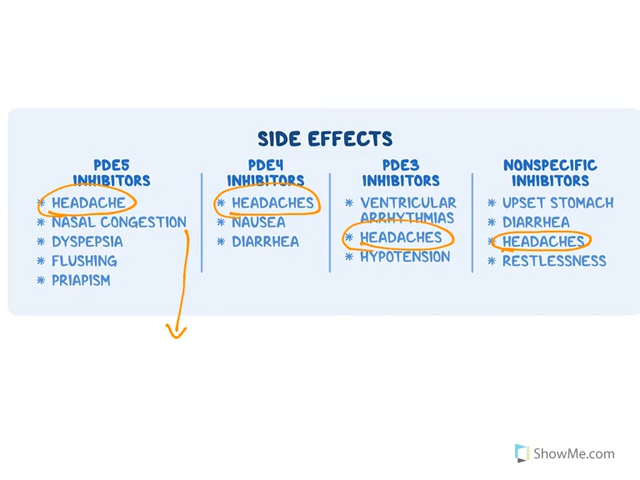 SIDE EFFECTS
PDE5
INHIBITORS
* HEADACHE
* NASAL CONGESTION
* DYSPEPSIA
* FLUSHING
* PRIAPISM
PDE4
INHIBITORS
* HEADACHES
* NAUSEA
* DIARRHEA
PDE3
INHIBITORS
* VENTRICULAR
ARRHYTHMIAS
* HEADACHES
* HYPOTENSION
NONSPECIFIC
INHIBITORS
* UPSET STOMACH
* DIARRHEA
* HEADACHES
* RESTLESSNESS
ShowMe.com